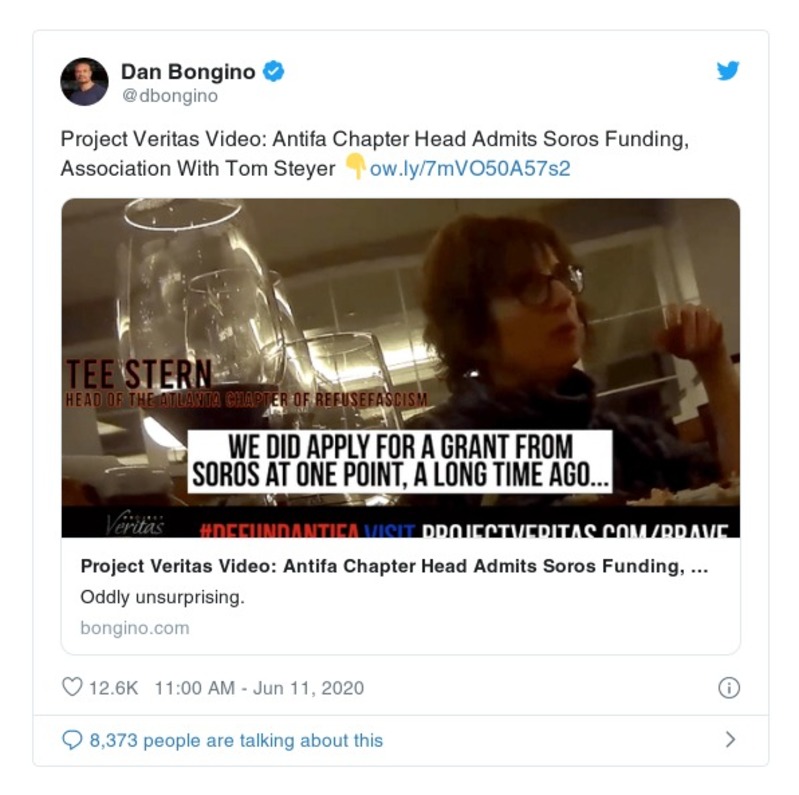 Dan Bongino
@dbongino
Project Veritas Video: Antifa Chapter Head Admits Soros Funding,
Association With Tom Steyer 👇ow.ly/7mVO50A57s2
TEE STERN
HEAD OF THE ATLANTA CHAPTER OF REFUSEFASCISM
WE DID APPLY FOR A GRANT FROM
SOROS AT ONE POINT, A LONG TIME AGO...
PROJECT
Veritas
#DEFUNDANTIFA VISIT PROJECTVERITAS.COM/BRAVE
Project Veritas Video: Antifa Chapter Head Admits Soros Funding, ...
Oddly unsurprising.
bongino.com
12.6K 11:00 AM - Jun 11, 2020
8,373 people are talking about this